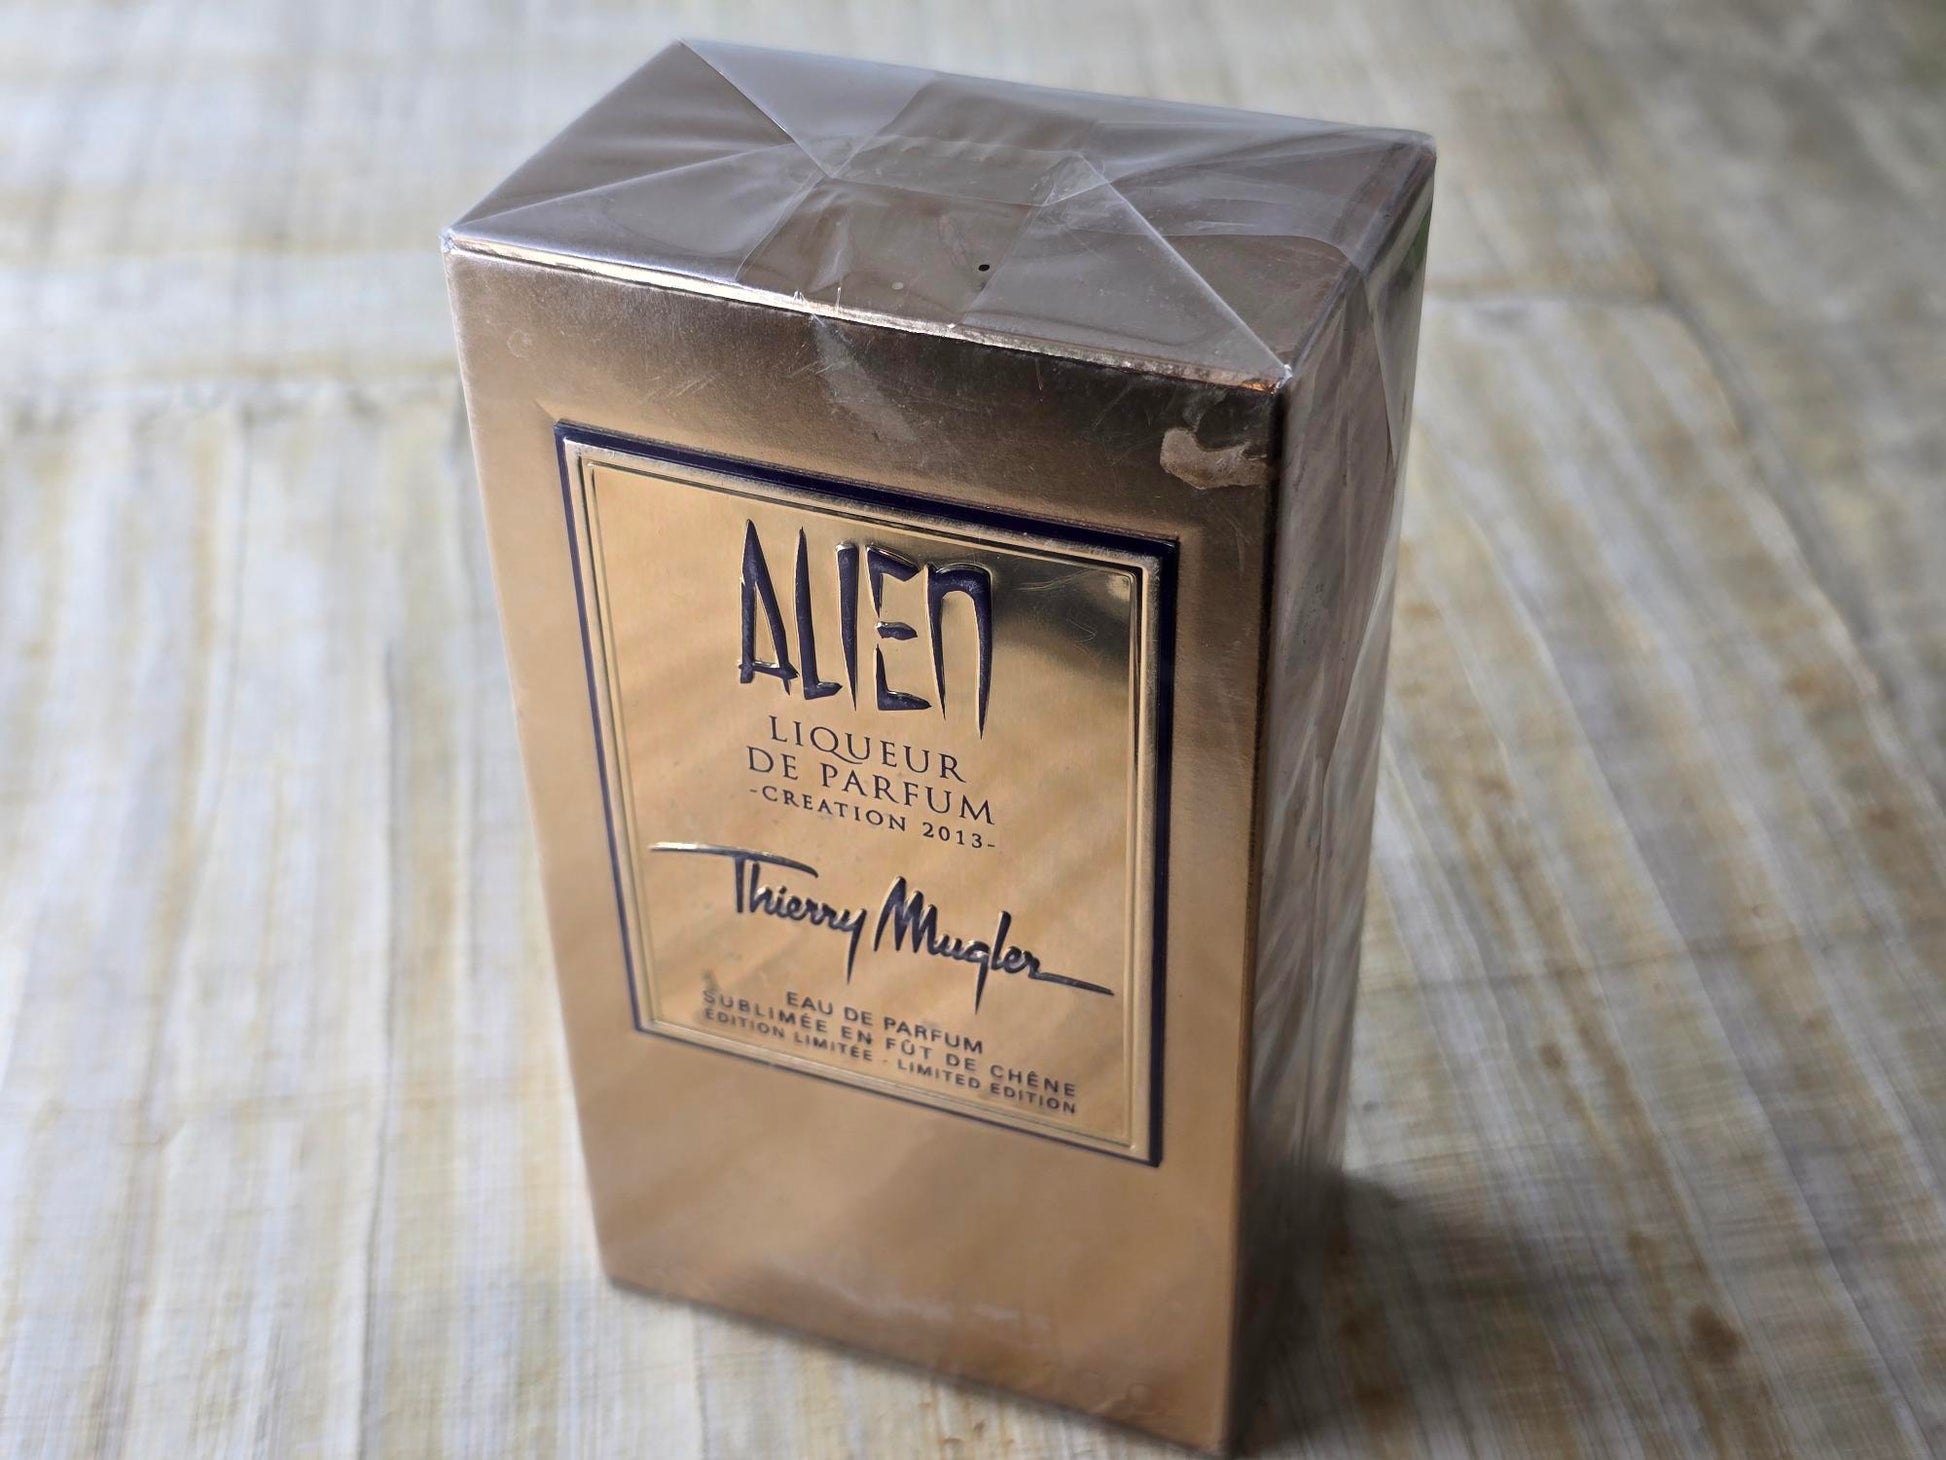 ALIEN
LIQUEUR
DE PARFUM
-CREATION 2013-
Thierry Mugler
EAU DE PARFUM
SUBLIMÉE EN FÛT DE CHÊNE
ÉDITION LIMITÉE - LIMITED EDITION